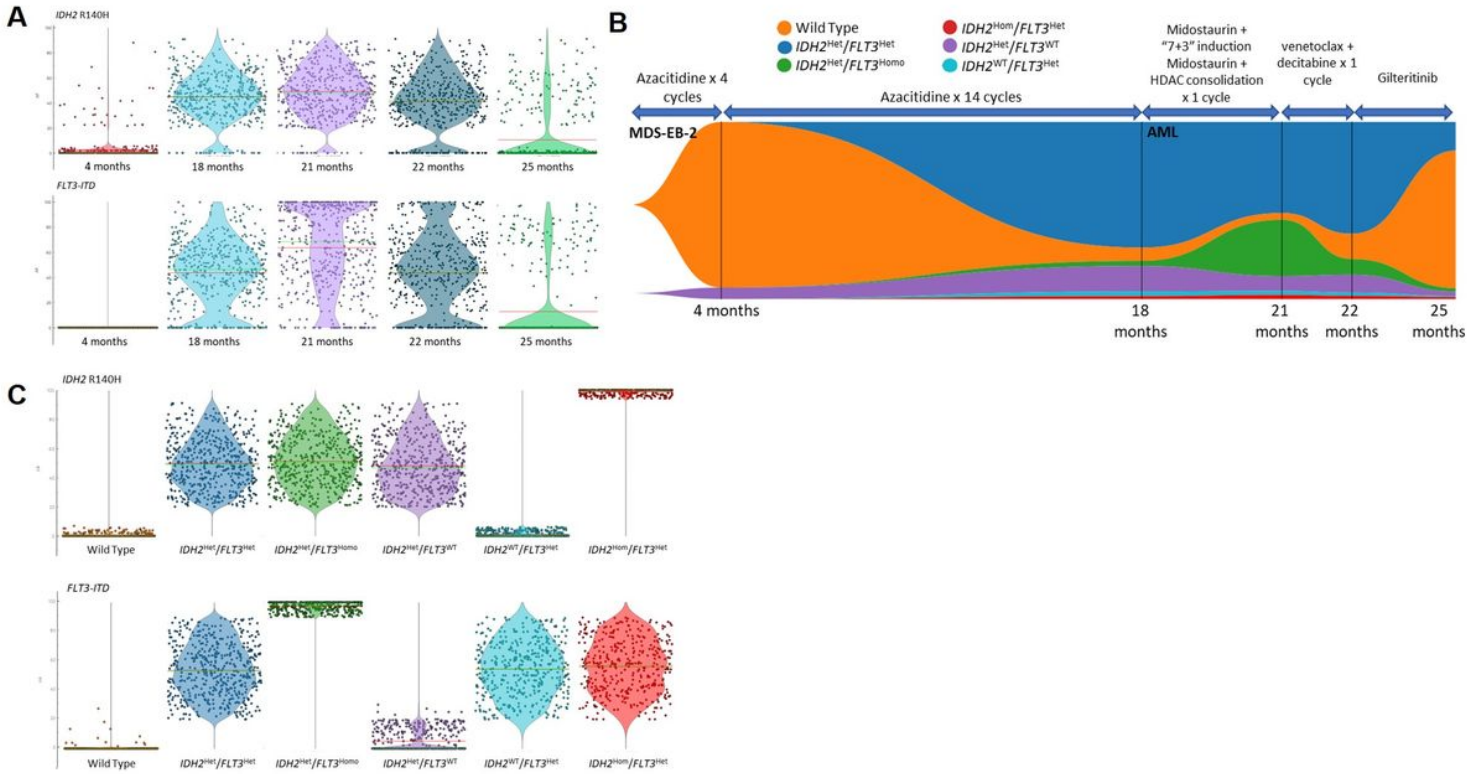 A
IDH2 R140H
4 months
18 months
21 months
22 months
25 months
FLT3-ITD
4 months
18 months
21 months
22 months
25 months
B
Wild Type
IDH2Het/FLT3Het
IDH2Het/FLT3Homo
IDH2Hom/FLT3Het
IDH2Het/FLT3WT
IDH2WT/FLT3Het
Azacitidine x 4
cycles
Azacitidine x 14 cycles
Midostaurin +
“7+3” induction
Midostaurin +
HDAC consolidation
x 1 cycle
venetoclax +
decitabine x 1
cycle
Gilteritinib
MDS-EB-2
AML
4 months
18
months
21
months
22
months
25
months
C
IDH2 R140H
Wild Type
IDH2Het/FLT3Het
IDH2Het/FLT3Homo
IDH2Het/FLT3WT
IDH2WT/FLT3Het
IDH2Hom/FLT3Het
FLT3-ITD
Wild Type
IDH2Het/FLT3Het
IDH2Het/FLT3Homo
IDH2Het/FLT3WT
IDH2WT/FLT3Het
IDH2Hom/FLT3Het